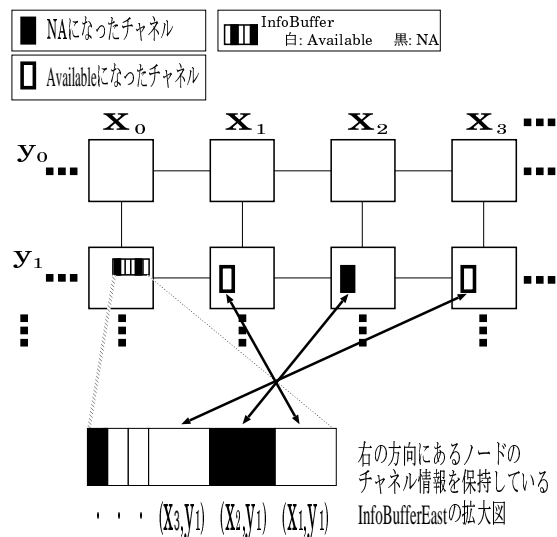 NAになったチャネル
InfoBuffer
白: Available 黒: NA
Availableになったチャネル
x₀ x₁ x₂ x₃
y₀
y₁
(x₃,y₁) (x₂,y₁) (x₁,y₁)
右の方向にあるノードの
チャネル情報を保持している
InfoBufferEastの拡大図